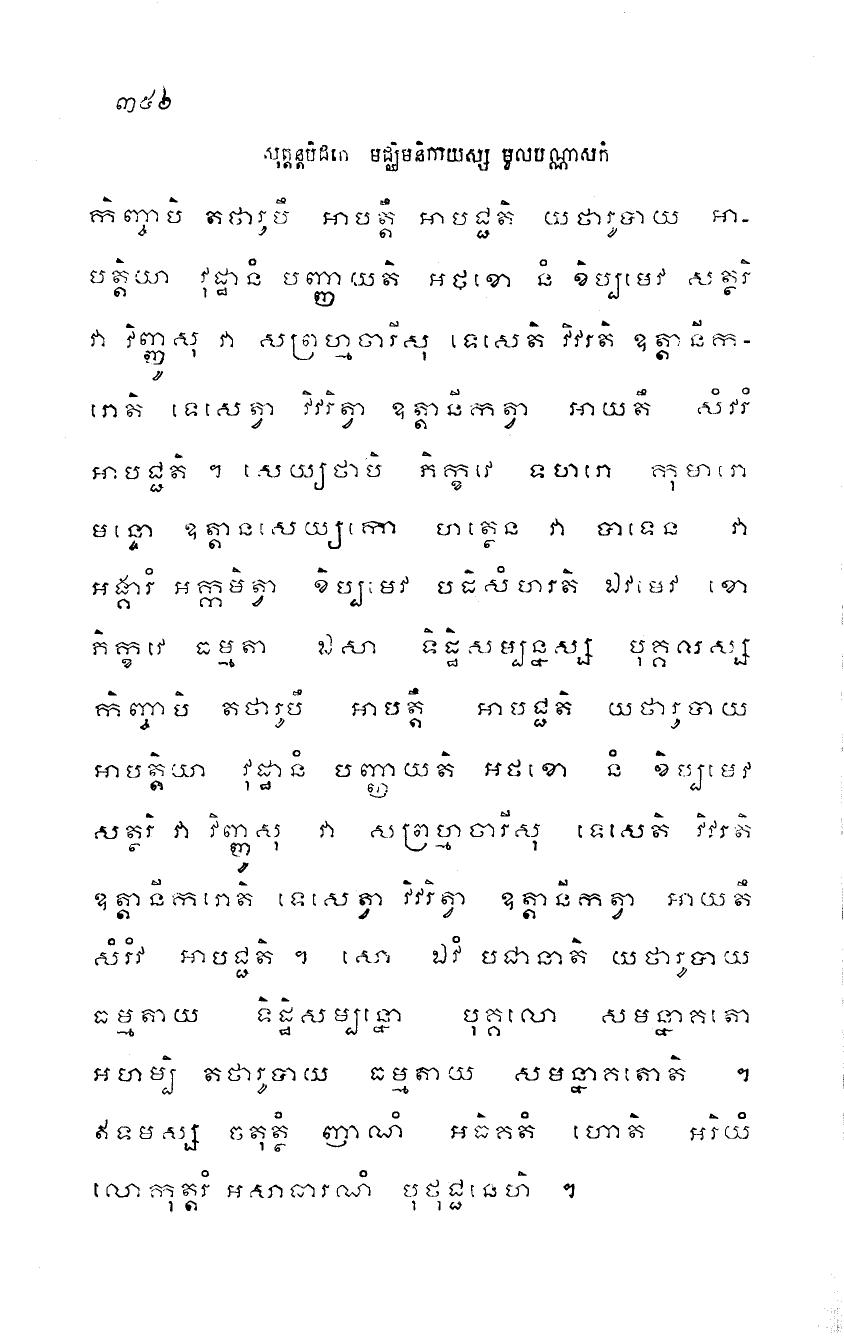 ៣៥៦
សុត្តន្តបិដកេ មជ្ឈិមនិកាយស្ស មូលបណ្ណាសកំ
កិញ្ចាបិ តថារូបឹ អាបត្តឹ អាបជ្ជតិ យថារូបាយ អា-
បត្តិយា វុដ្ឋានំ បញ្ញាយតិ អថខោ នំ ខិប្បមេវ សត្ថរិ
វា វិញ្ញូសុ វា សព្រហ្មចារីសុ ទេសេតិ វិវរតិ ឧត្តានីក-
រោតិ ទេសេត្វា វិវរិត្វា ឧត្តានីកត្វា អាយតឹ សំវរំ
អាបជ្ជតិ ។ សេយ្យថាបិ ភិក្ខវេ ទហរោ កុមារោ
មន្ទោ ឧត្តានសេយ្យកោ ហត្ថេន វា បាទេន វា
អង្គារំ អក្កមិត្វា ខិប្បមេវ បដិសំហរតិ ឯវមេវ ខោ
ភិក្ខវេ ធម្មតា ឯសា ទិដ្ឋិសម្បន្នស្ស បុគ្គលស្ស
កិញ្ចាបិ តថារូបឹ អាបត្តឹ អាបជ្ជតិ យថារូបាយ
អាបត្តិយា វុដ្ឋានំ បញ្ញាយតិ អថខោ នំ ខិប្បមេវ
សត្ថរិ វា វិញ្ញូសុ វា សព្រហ្មចារីសុ ទេសេតិ វិវរតិ
ឧត្តានីករោតិ ទេសេត្វា វិវរិត្វា ឧត្តានីកត្វា អាយតឹ
សំរំវ អាបជ្ជតិ ។ សោ ឯវំ បជានាតិ យថារូបាយ
ធម្មតាយ ទិដ្ឋិសម្បន្នោ បុគ្គលោ សមន្នាគតោ
អហម្បិ តថារូបាយ ធម្មតាយ សមន្នាគតោតិ ។
ឥទមស្ស ចតុត្ថំ ញាណំ អធិគតំ ហោតិ អរិយំ
លោកុត្តរំ អសាធារណំ បុថុជ្ជនេហិ ។